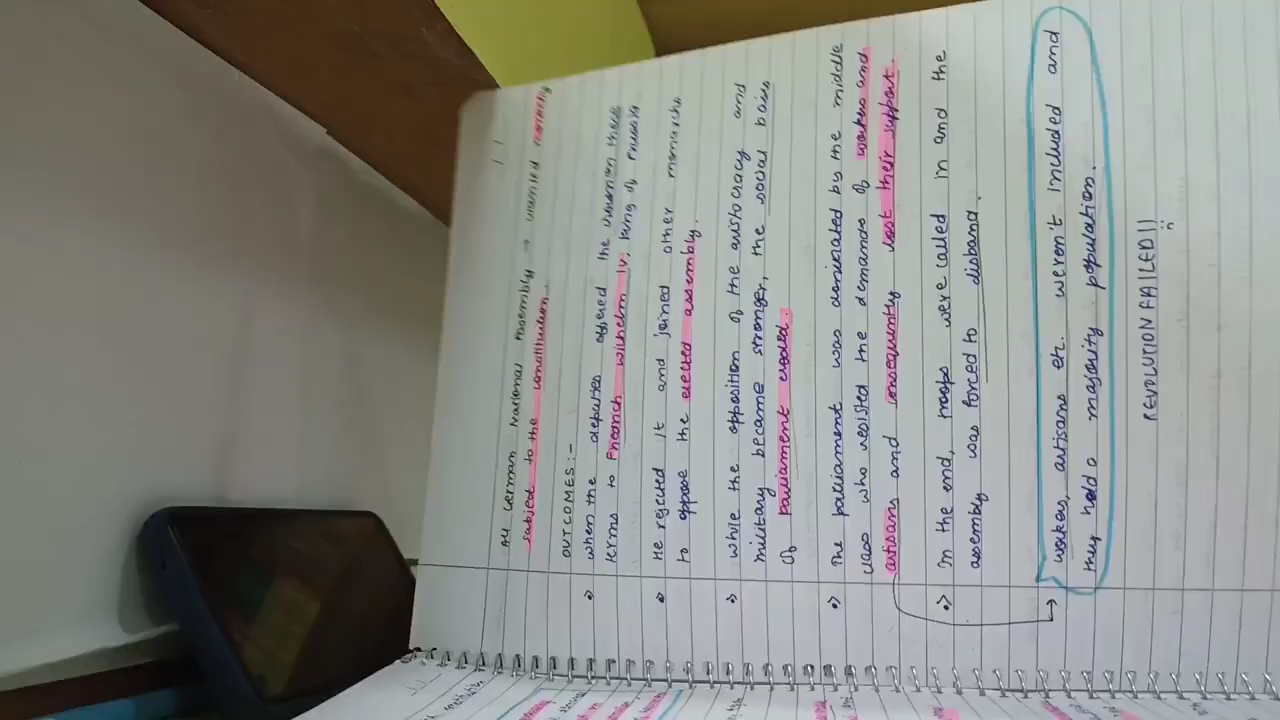 All German National Assembly → united
subject to the constitution.
OUTCOMES:-
when the deputies offered the crown on these
terms to Freidrich wilhelm IV, king of Prussia
He rejected it and joined other monarchs
to oppose the elected assembly.
while the opposition of the aristocracy and
military became stronger, the social basis
of parliament eroded.
The parliament was dominated by the middle
class who resisted the demands of workers and
artisans and consequently lost their support.
In the end, troops were called in and the
assembly was forced to disband.
→ workers, artisans etc. weren't included and
they hold a majority population.
REVOLUTION FAILED!!